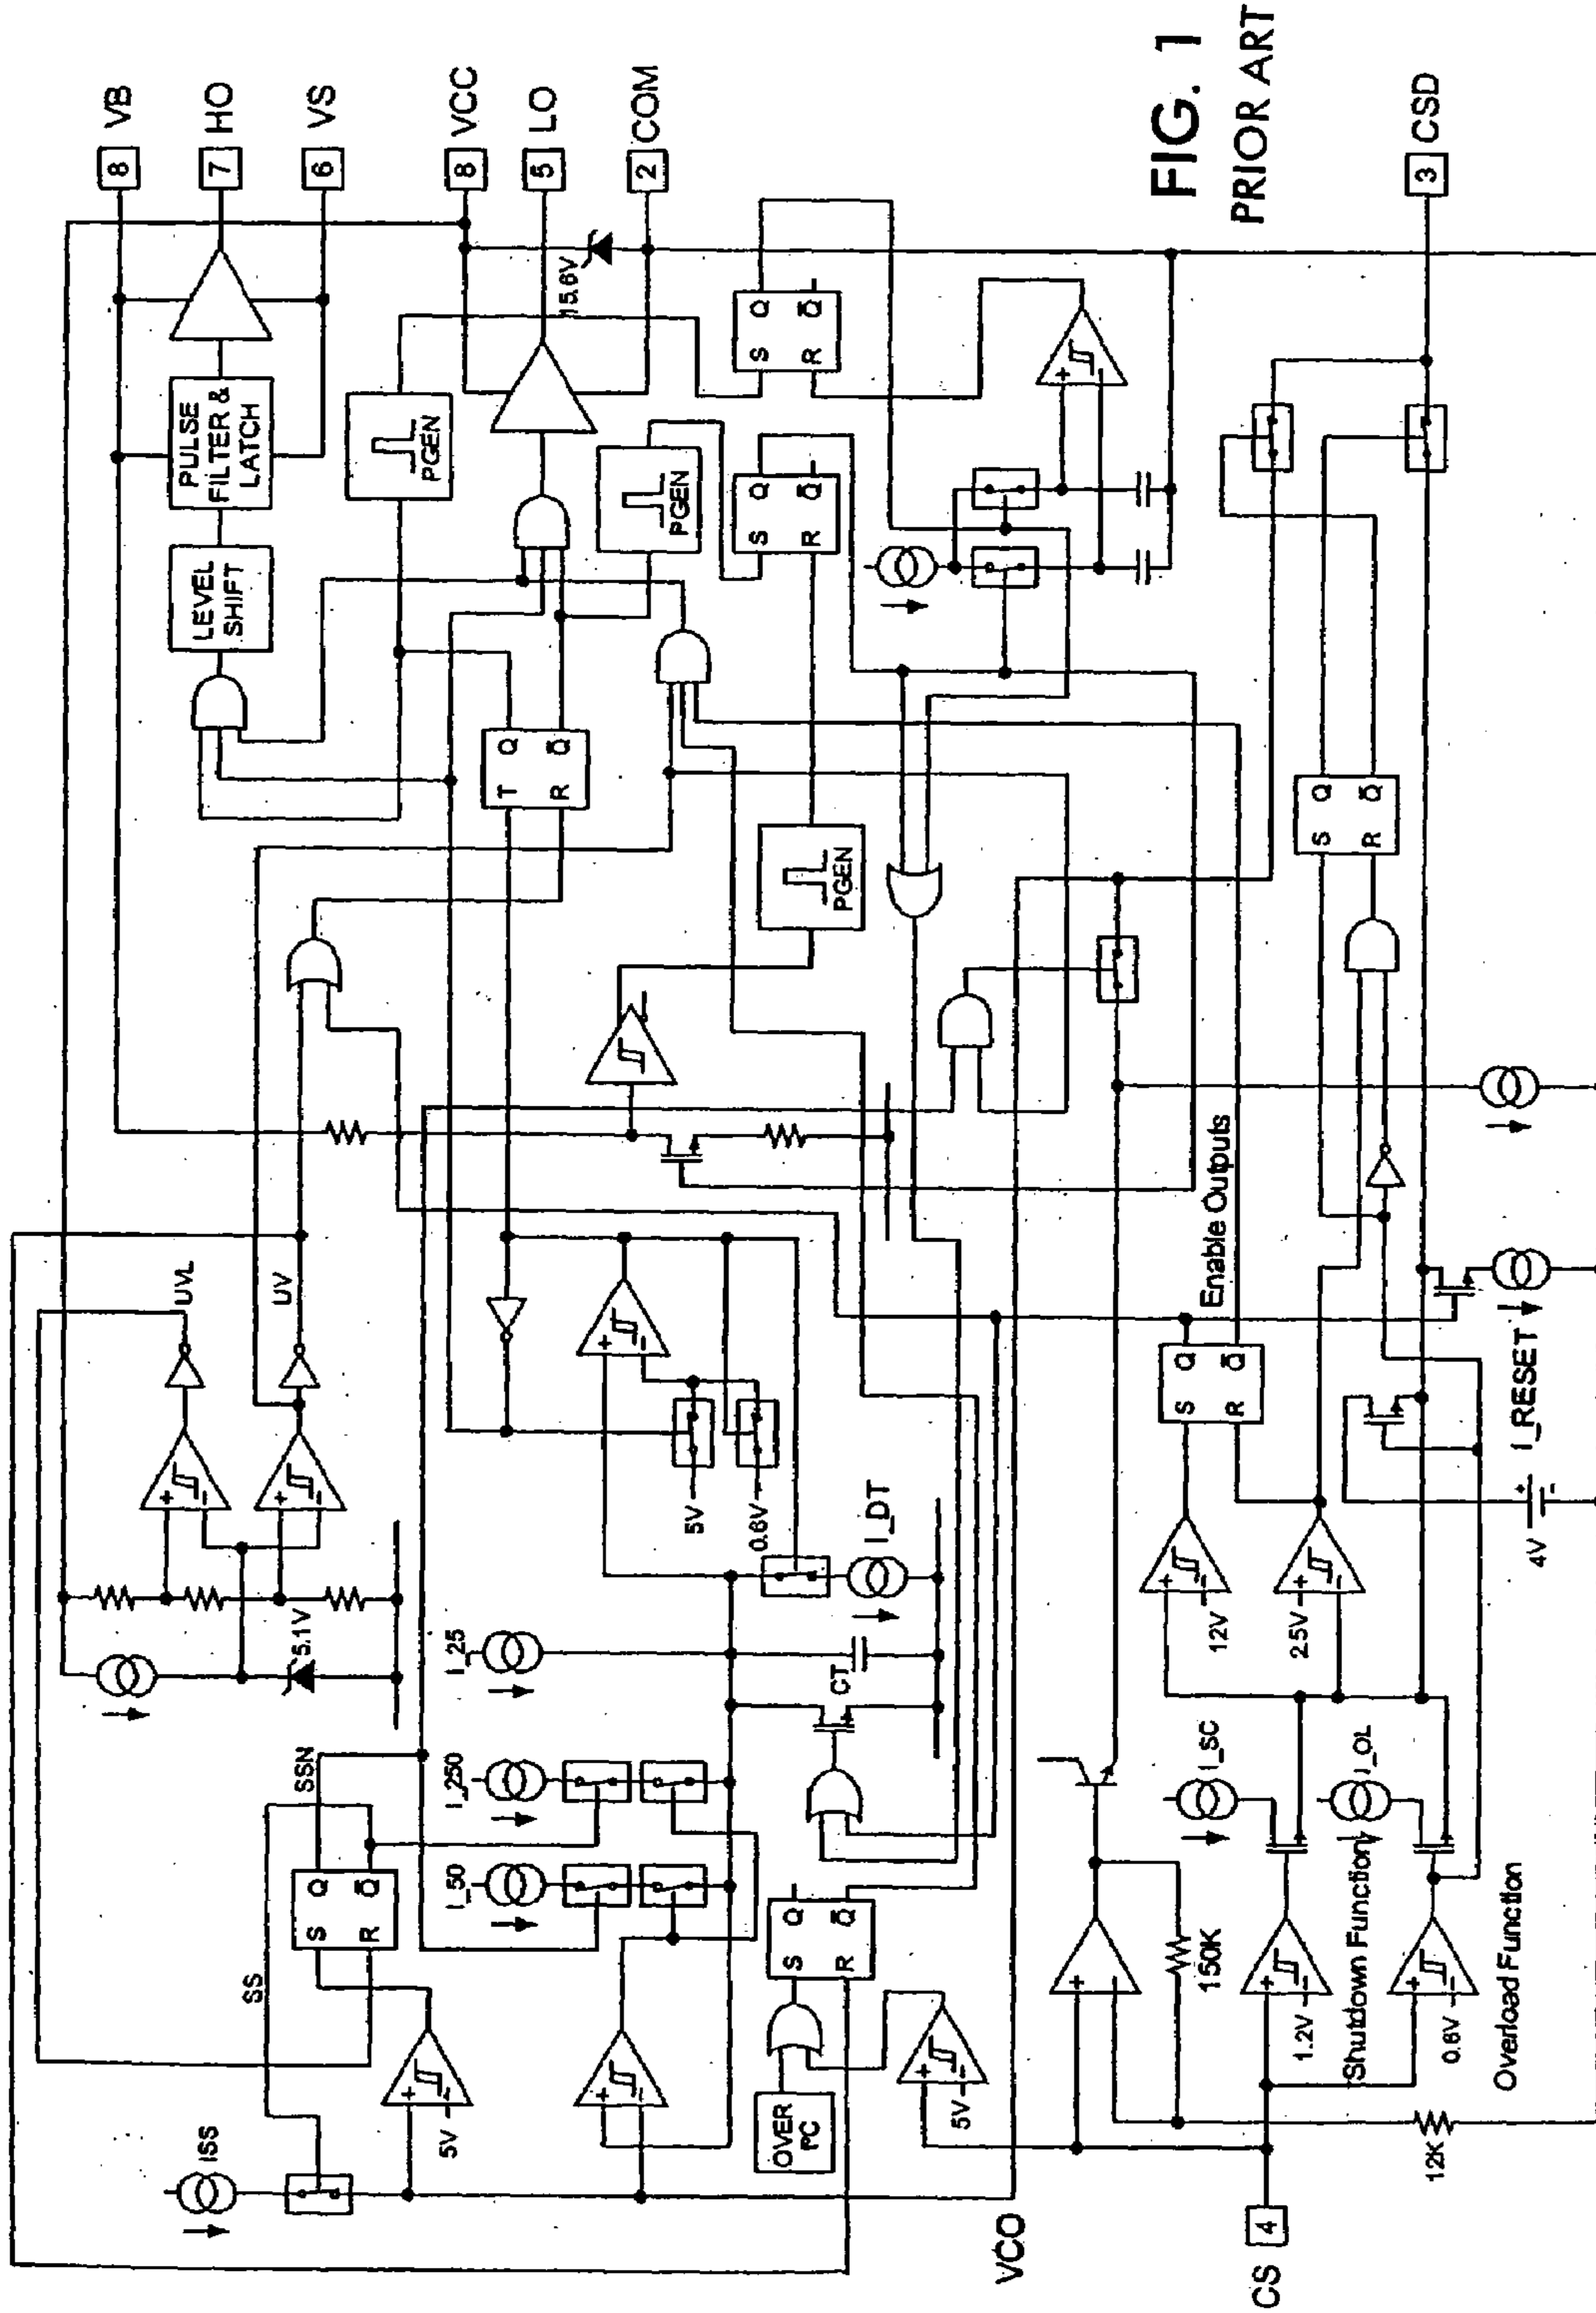 8 VB
7 HO
6 VS
8 VCC
5 LO
2 COM
PULSE
FILTER &
LATCH
LEVEL
SHIFT
PGEN
15.6V
PGEN
S Q
R Q̅
S Q
R Q̅
T Q
R Q̅
PGEN
FIG. 1
PRIOR ART
3 CSD
UVL
UV
+
−
+
−
5.1V
SSN
SS
S Q
R Q̅
ISS
+
5V −
I_25
I_250
I_50
+
−
5V
0.6V
I_DT
CT
+
−
S Q
R Q̅
OVER
+
5V −
VCO
Enable Outputs
S Q
R Q̅
S Q
R Q̅
+
12V −
2.5V +
−
4V + −
I_RESET
I_SC
I_OL
+
150K
+
1.2V −
Shutdown Function
+
0.6V −
Overload Function
12K
CS 4